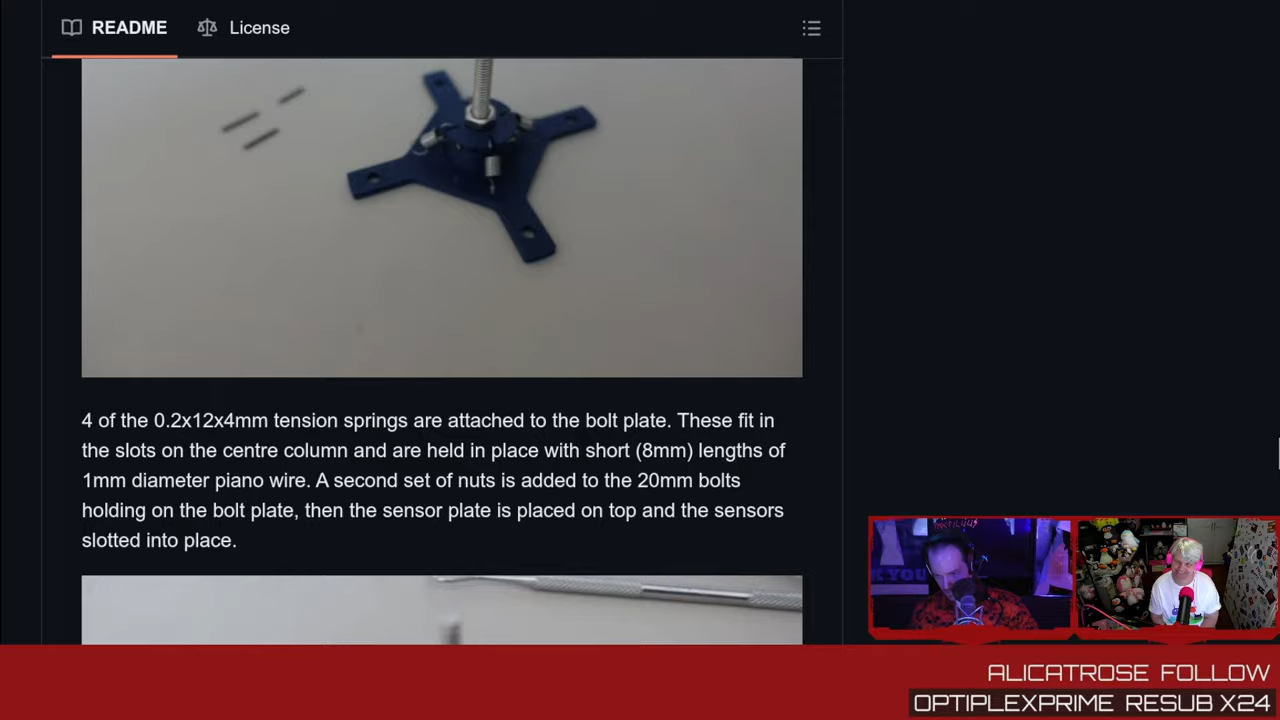 README
License
4 of the 0.2x12x4mm tension springs are attached to the bolt plate. These fit in
the slots on the centre column and are held in place with short (8mm) lengths of
1mm diameter piano wire. A second set of nuts is added to the 20mm bolts
holding on the bolt plate, then the sensor plate is placed on top and the sensors
slotted into place.
ALICATROSE FOLLOW
OPTIPLEXPRIME RESUB X24